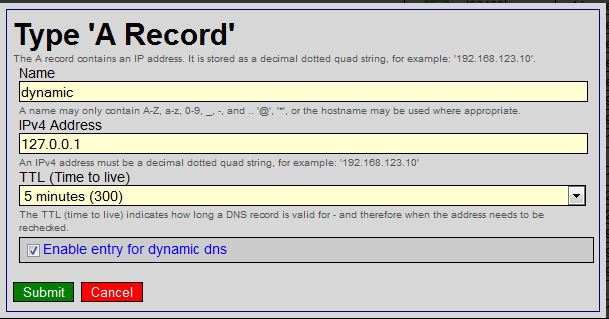 Type 'A Record'
The A record contains an IP address. It is stored as a decimal dotted quad string, for example: '192.168.123.10'.
Name
dynamic
A name may only contain A-Z, a-z, 0-9, _, -, and .. '@', '*', or the hostname may be used where appropriate.
IPv4 Address
127.0.0.1
An IPv4 address must be a decimal dotted quad string, for example: '192.168.123.10'
TTL (Time to live)
5 minutes (300)
The TTL (time to live) indicates how long a DNS record is valid for - and therefore when the address needs to be
rechecked.
Enable entry for dynamic dns
Submit Cancel